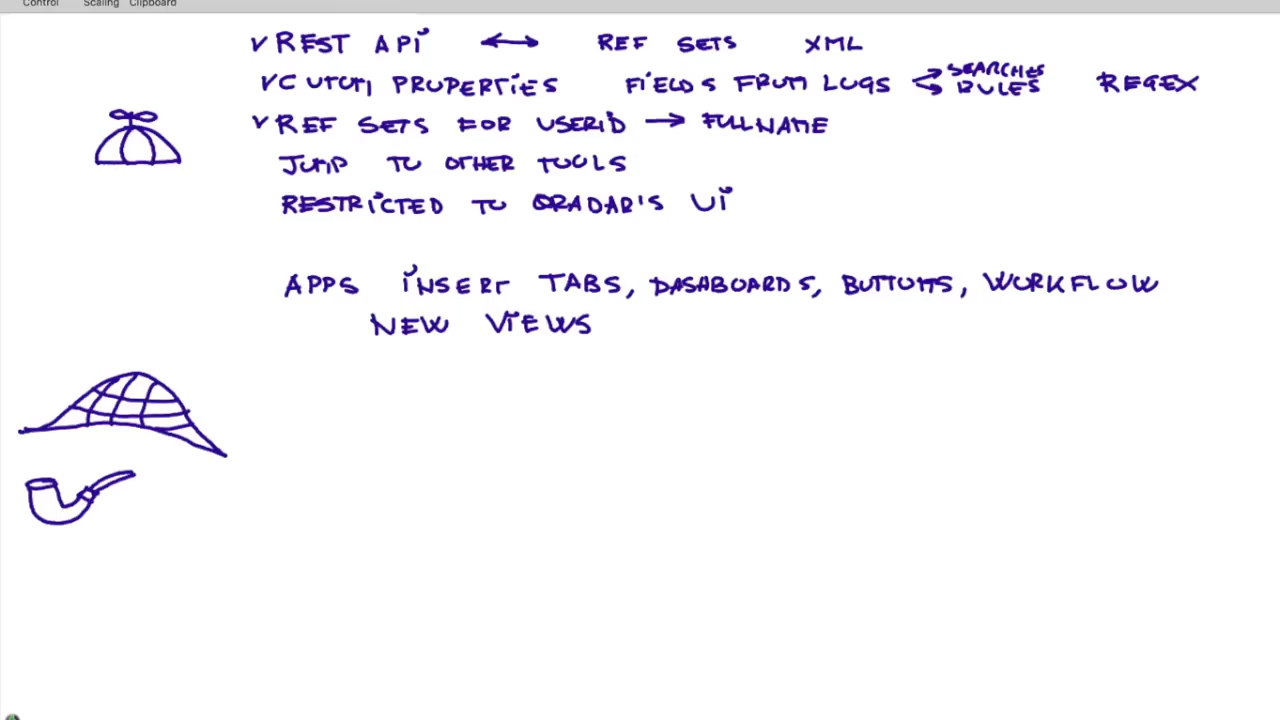 Control Scaling Clipboard
✓ REST API ↔ REF SETS XML
✓ CUTOM PROPERTIES FIELDS FROM LOGS SEARCHES RULES REGEX
✓ REF SETS FOR USERID → FULLNAME
JUMP TO OTHER TOOLS
RESTRICTED TO QRADAR'S UI
APPS INSERT TABS, DASHBOARDS, BUTTONS, WORKFLOW
NEW VIEWS